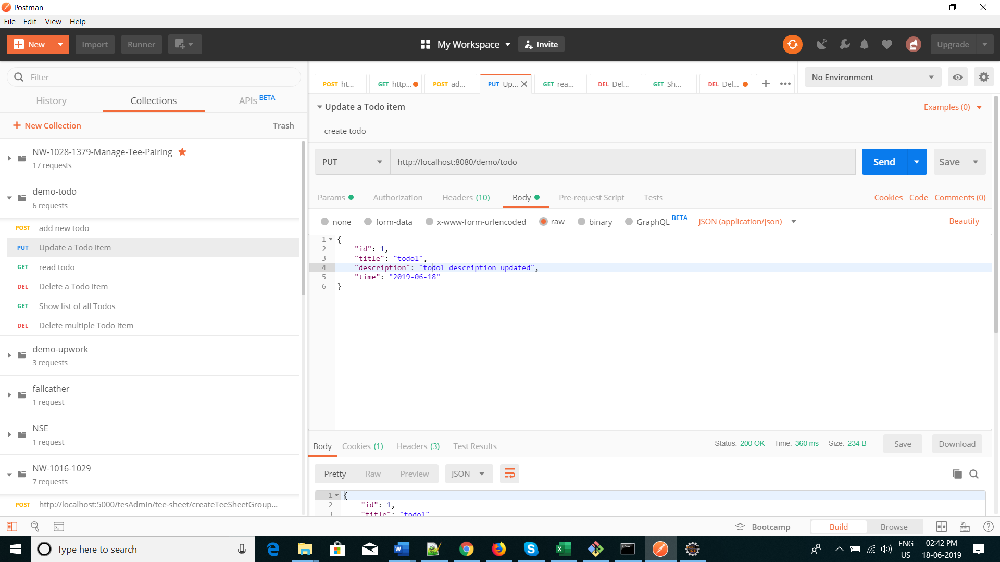 Postman
File Edit View Help
New Import Runner My Workspace Invite Upgrade
Filter
History Collections APIs BETA
New Collection Trash
NW-1028-1379-Manage-Tee-Pairing
17 requests
demo-todo
6 requests
POST add new todo
PUT Update a Todo item
GET read todo
DEL Delete a Todo item
GET Show list of all Todos
DEL Delete multiple Todo item
demo-upwork
3 requests
fallcather
1 request
NSE
1 request
NW-1016-1029
7 requests
POST http://localhost:5000/tesAdmin/tee-sheet/createTeeSheetGroup...
POST ht... GET http... POST ad... PUT Up... GET rea... DEL Del... GET Sh... DEL Del... No Environment
Update a Todo item Examples (0)
create todo
PUT http://localhost:8080/demo/todo Send Save
Params Authorization Headers (10) Body Pre-request Script Tests Cookies Code Comments (0)
none form-data x-www-form-urlencoded raw binary GraphQL BETA JSON (application/json) Beautify
1 {
2 "id": 1,
3 "title": "todo1",
4 "description": "todo1 description updated",
5 "time": "2019-06-18"
6 }
Body Cookies (1) Headers (3) Test Results Status: 200 OK Time: 360 ms Size: 234 B Save Download
Pretty Raw Preview JSON
1 {
2 "id": 1,
3 "title": "todo1",
Bootcamp Build Browse
Type here to search ENG 02:42 PM
US 18-06-2019